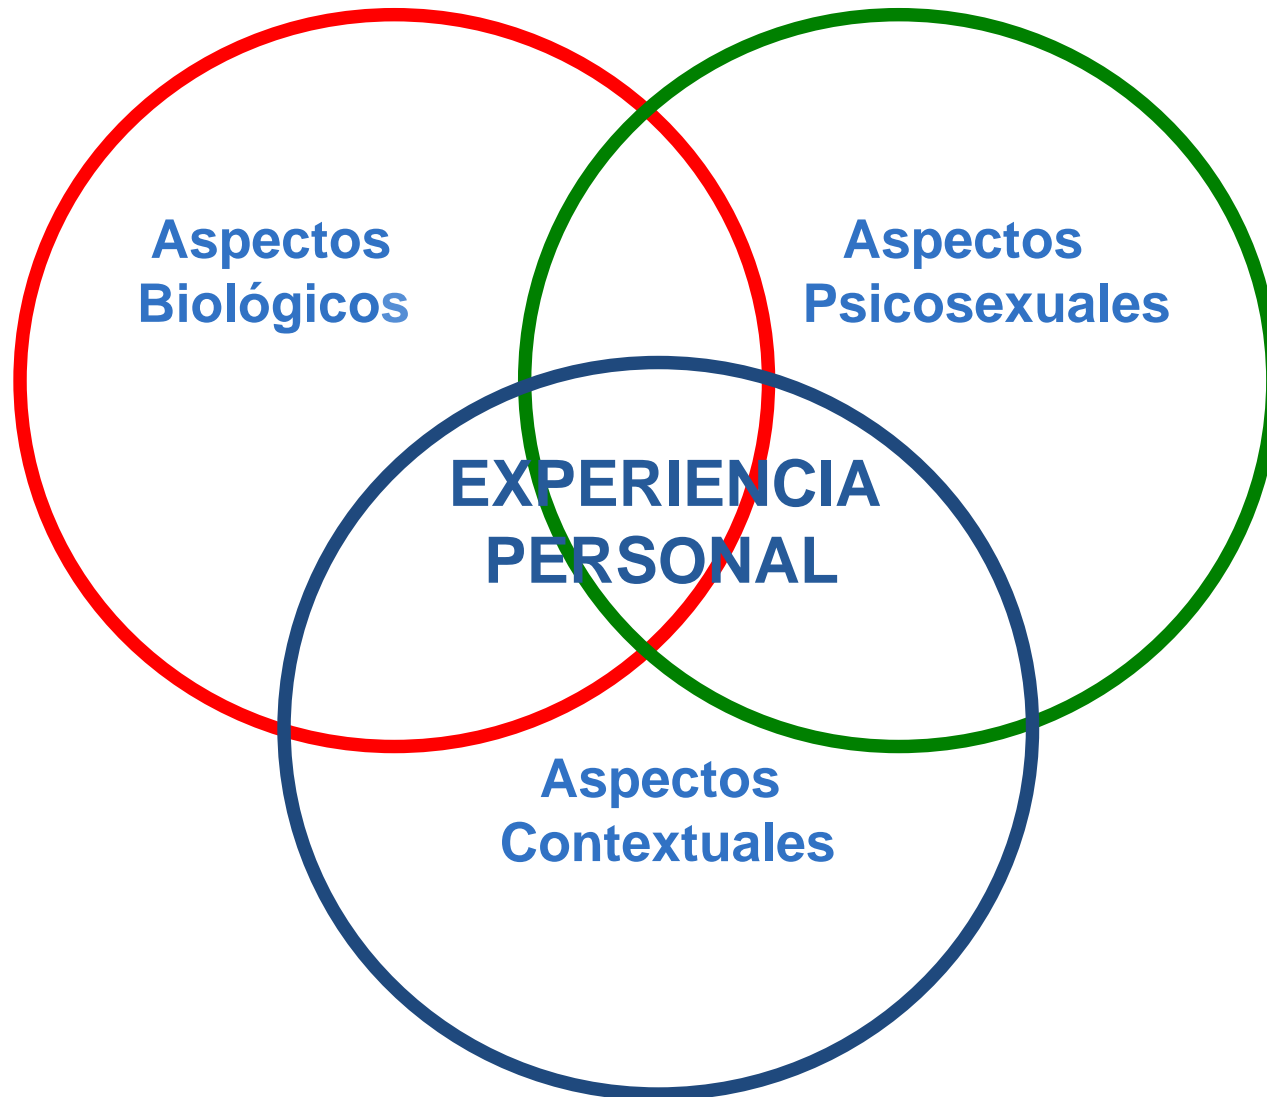 Aspectos
Biológicos
Aspectos
Psicosexuales
EXPERIENCIA
PERSONAL
Aspectos
Contextuales